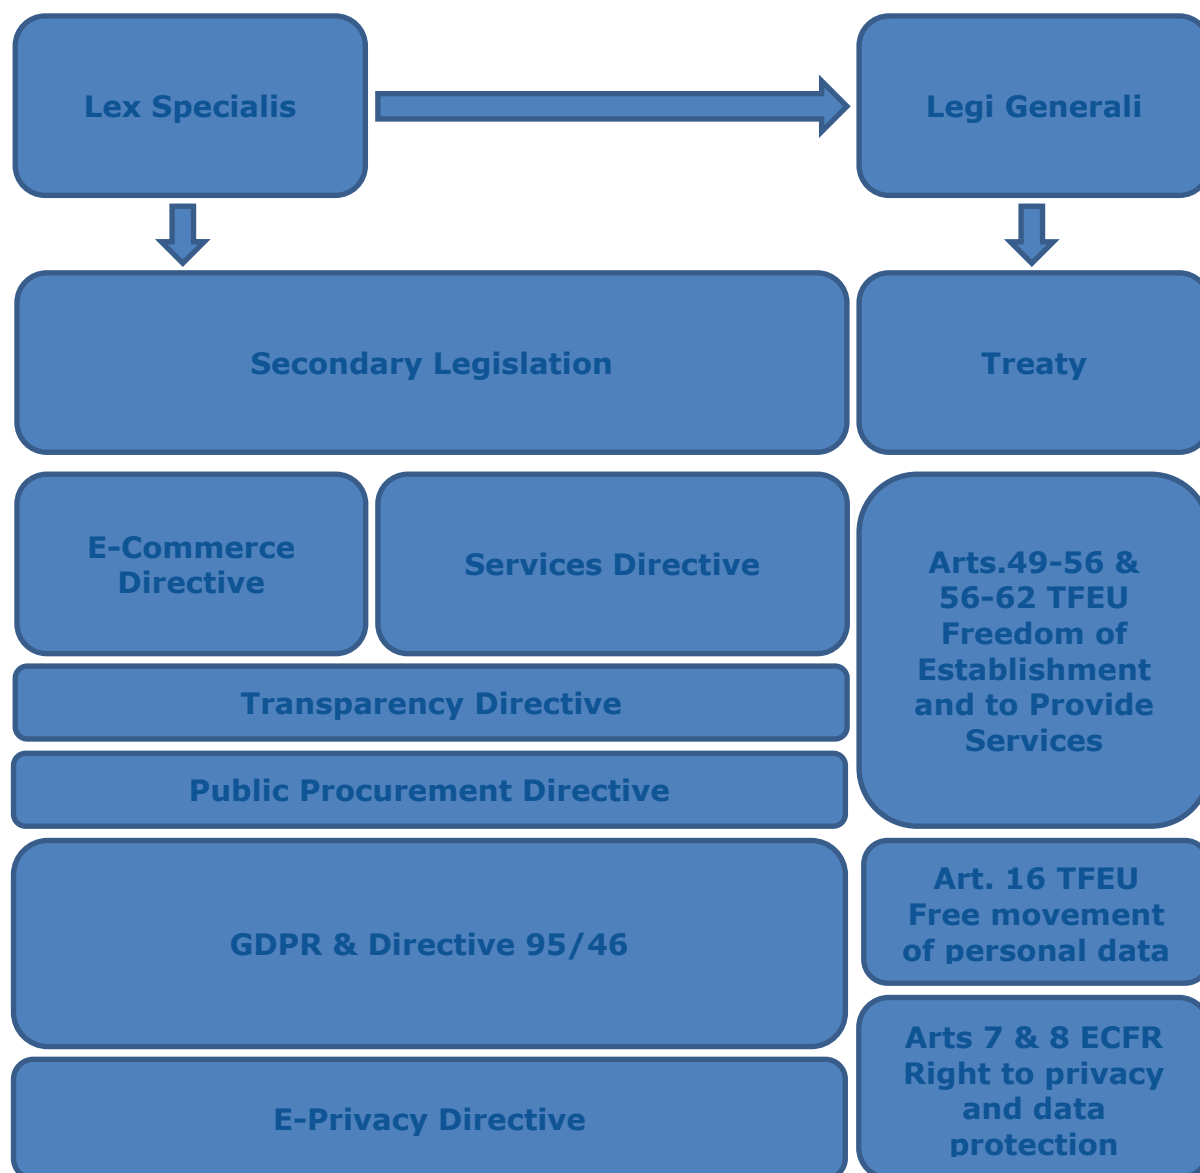 Lex Specialis
Legi Generali
Secondary Legislation
Treaty
E-Commerce
Directive
Services Directive
Arts.49-56 &
56-62 TFEU
Freedom of
Establishment
and to Provide
Services
Transparency Directive
Public Procurement Directive
GDPR & Directive 95/46
Art. 16 TFEU
Free movement
of personal data
E-Privacy Directive
Arts 7 & 8 ECFR
Right to privacy
and data
protection